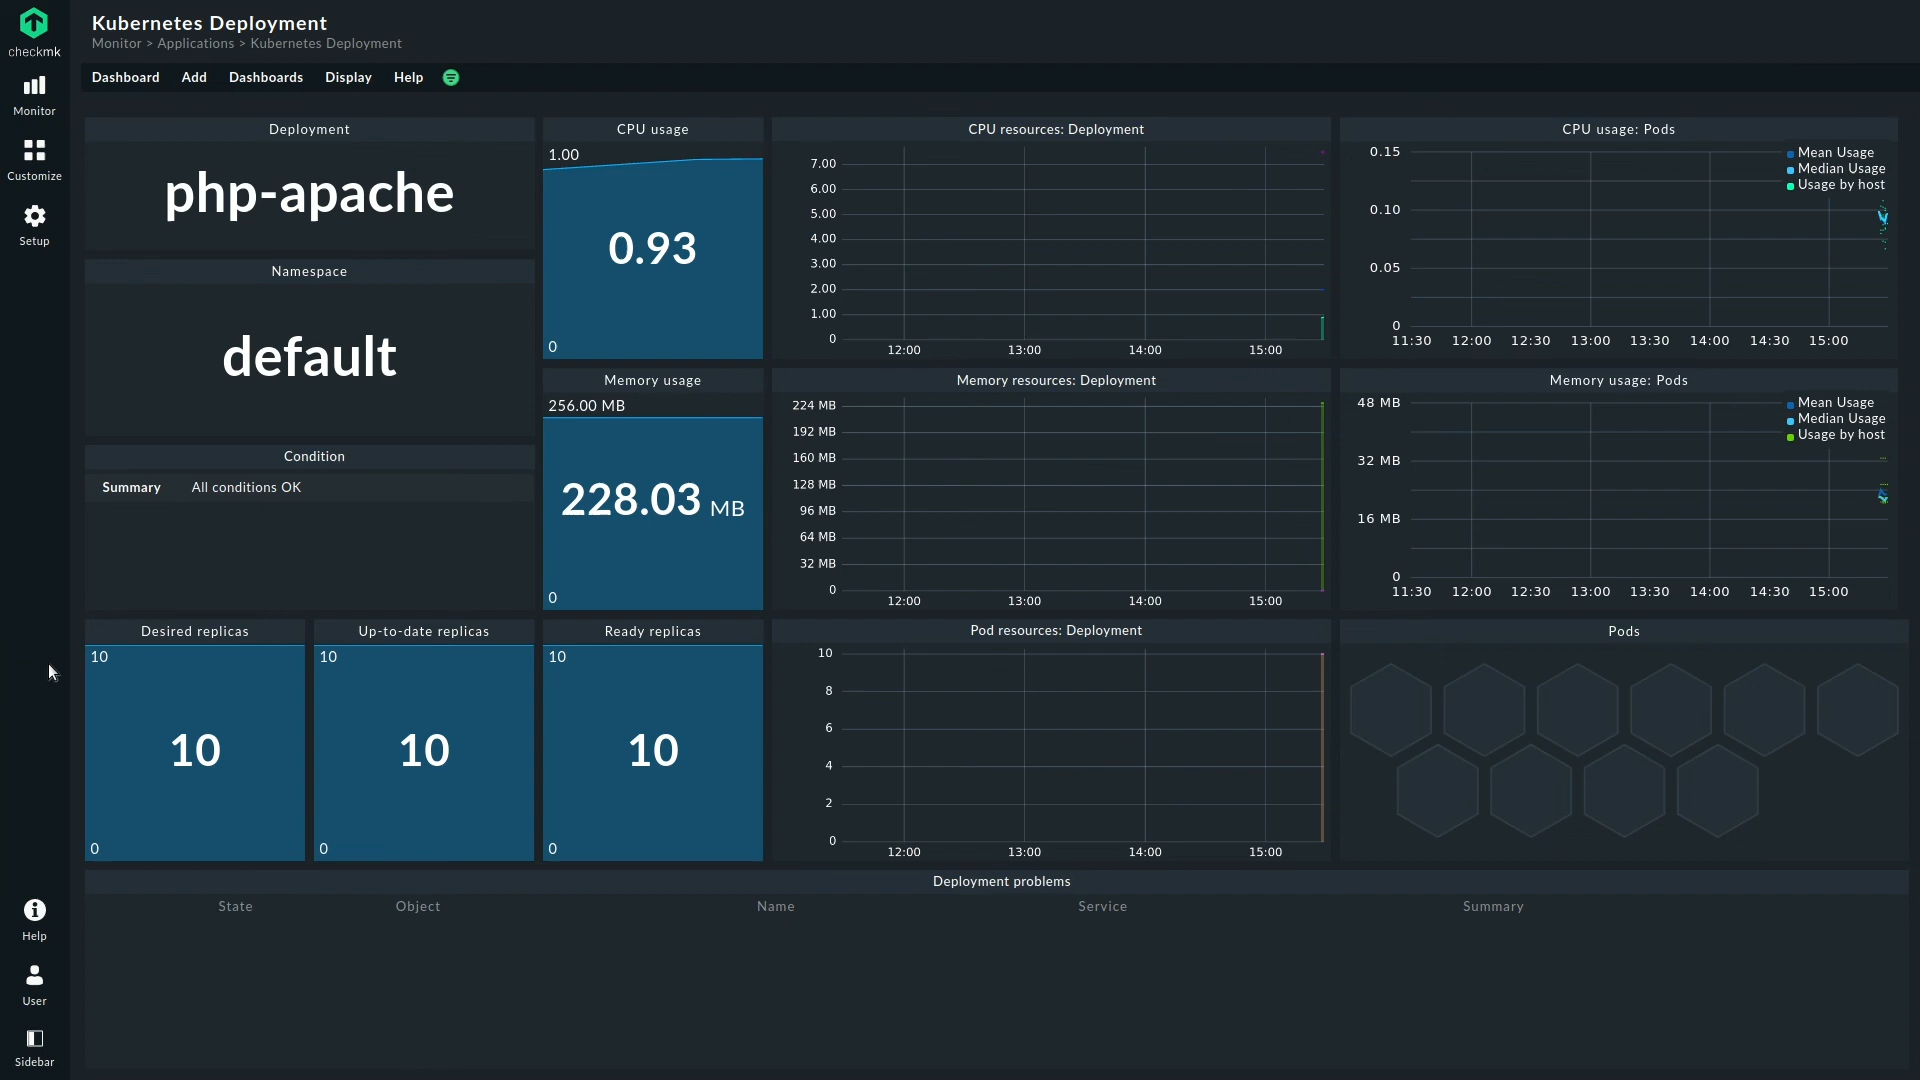 checkmk
Monitor
Customize
Setup
Help
User
Sidebar
Kubernetes Deployment
Monitor > Applications > Kubernetes Deployment
Dashboard Add Dashboards Display Help
Deployment
php-apache
Namespace
default
Condition
Summary All conditions OK
CPU usage
1.00
0.93
0
Memory usage
256.00 MB
228.03 MB
0
CPU resources: Deployment
7.00
6.00
5.00
4.00
3.00
2.00
1.00
0
12:00 13:00 14:00 15:00
CPU usage: Pods
Mean Usage
Median Usage
Usage by host
0.15
0.10
0.05
0
11:30 12:00 12:30 13:00 13:30 14:00 14:30 15:00
Memory resources: Deployment
224 MB
192 MB
160 MB
128 MB
96 MB
64 MB
32 MB
0
12:00 13:00 14:00 15:00
Memory usage: Pods
Mean Usage
Median Usage
Usage by host
48 MB
32 MB
16 MB
0
11:30 12:00 12:30 13:00 13:30 14:00 14:30 15:00
Desired replicas
10
10
0
Up-to-date replicas
10
10
0
Ready replicas
10
10
0
Pod resources: Deployment
10
8
6
4
2
0
12:00 13:00 14:00 15:00
Pods
Deployment problems
State Object Name Service Summary